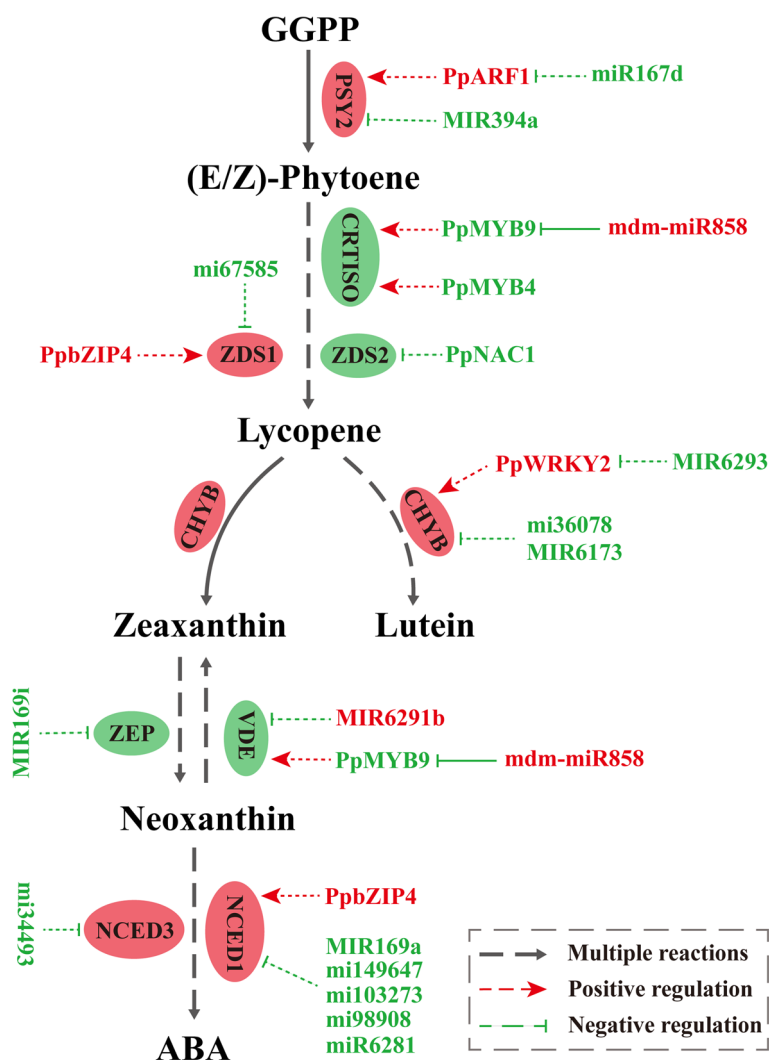 GGPP
PSY2
PpARF1
miR167d
MIR394a
(E/Z)-Phytoene
CRTISO
PpMYB9
mdm-miR858
PpMYB4
mi67585
PpbZIP4
ZDS1
ZDS2
PpNAC1
Lycopene
PpWRKY2
MIR6293
CHYB
CHYB
mi36078
MIR6173
Zeaxanthin
Lutein
MIR169i
ZEP
VDE
MIR6291b
PpMYB9
mdm-miR858
Neoxanthin
mi34493
NCED3
NCED1
PpbZIP4
MIR169a
mi149647
mi103273
mi98908
miR6281
ABA
Multiple reactions
Positive regulation
Negative regulation